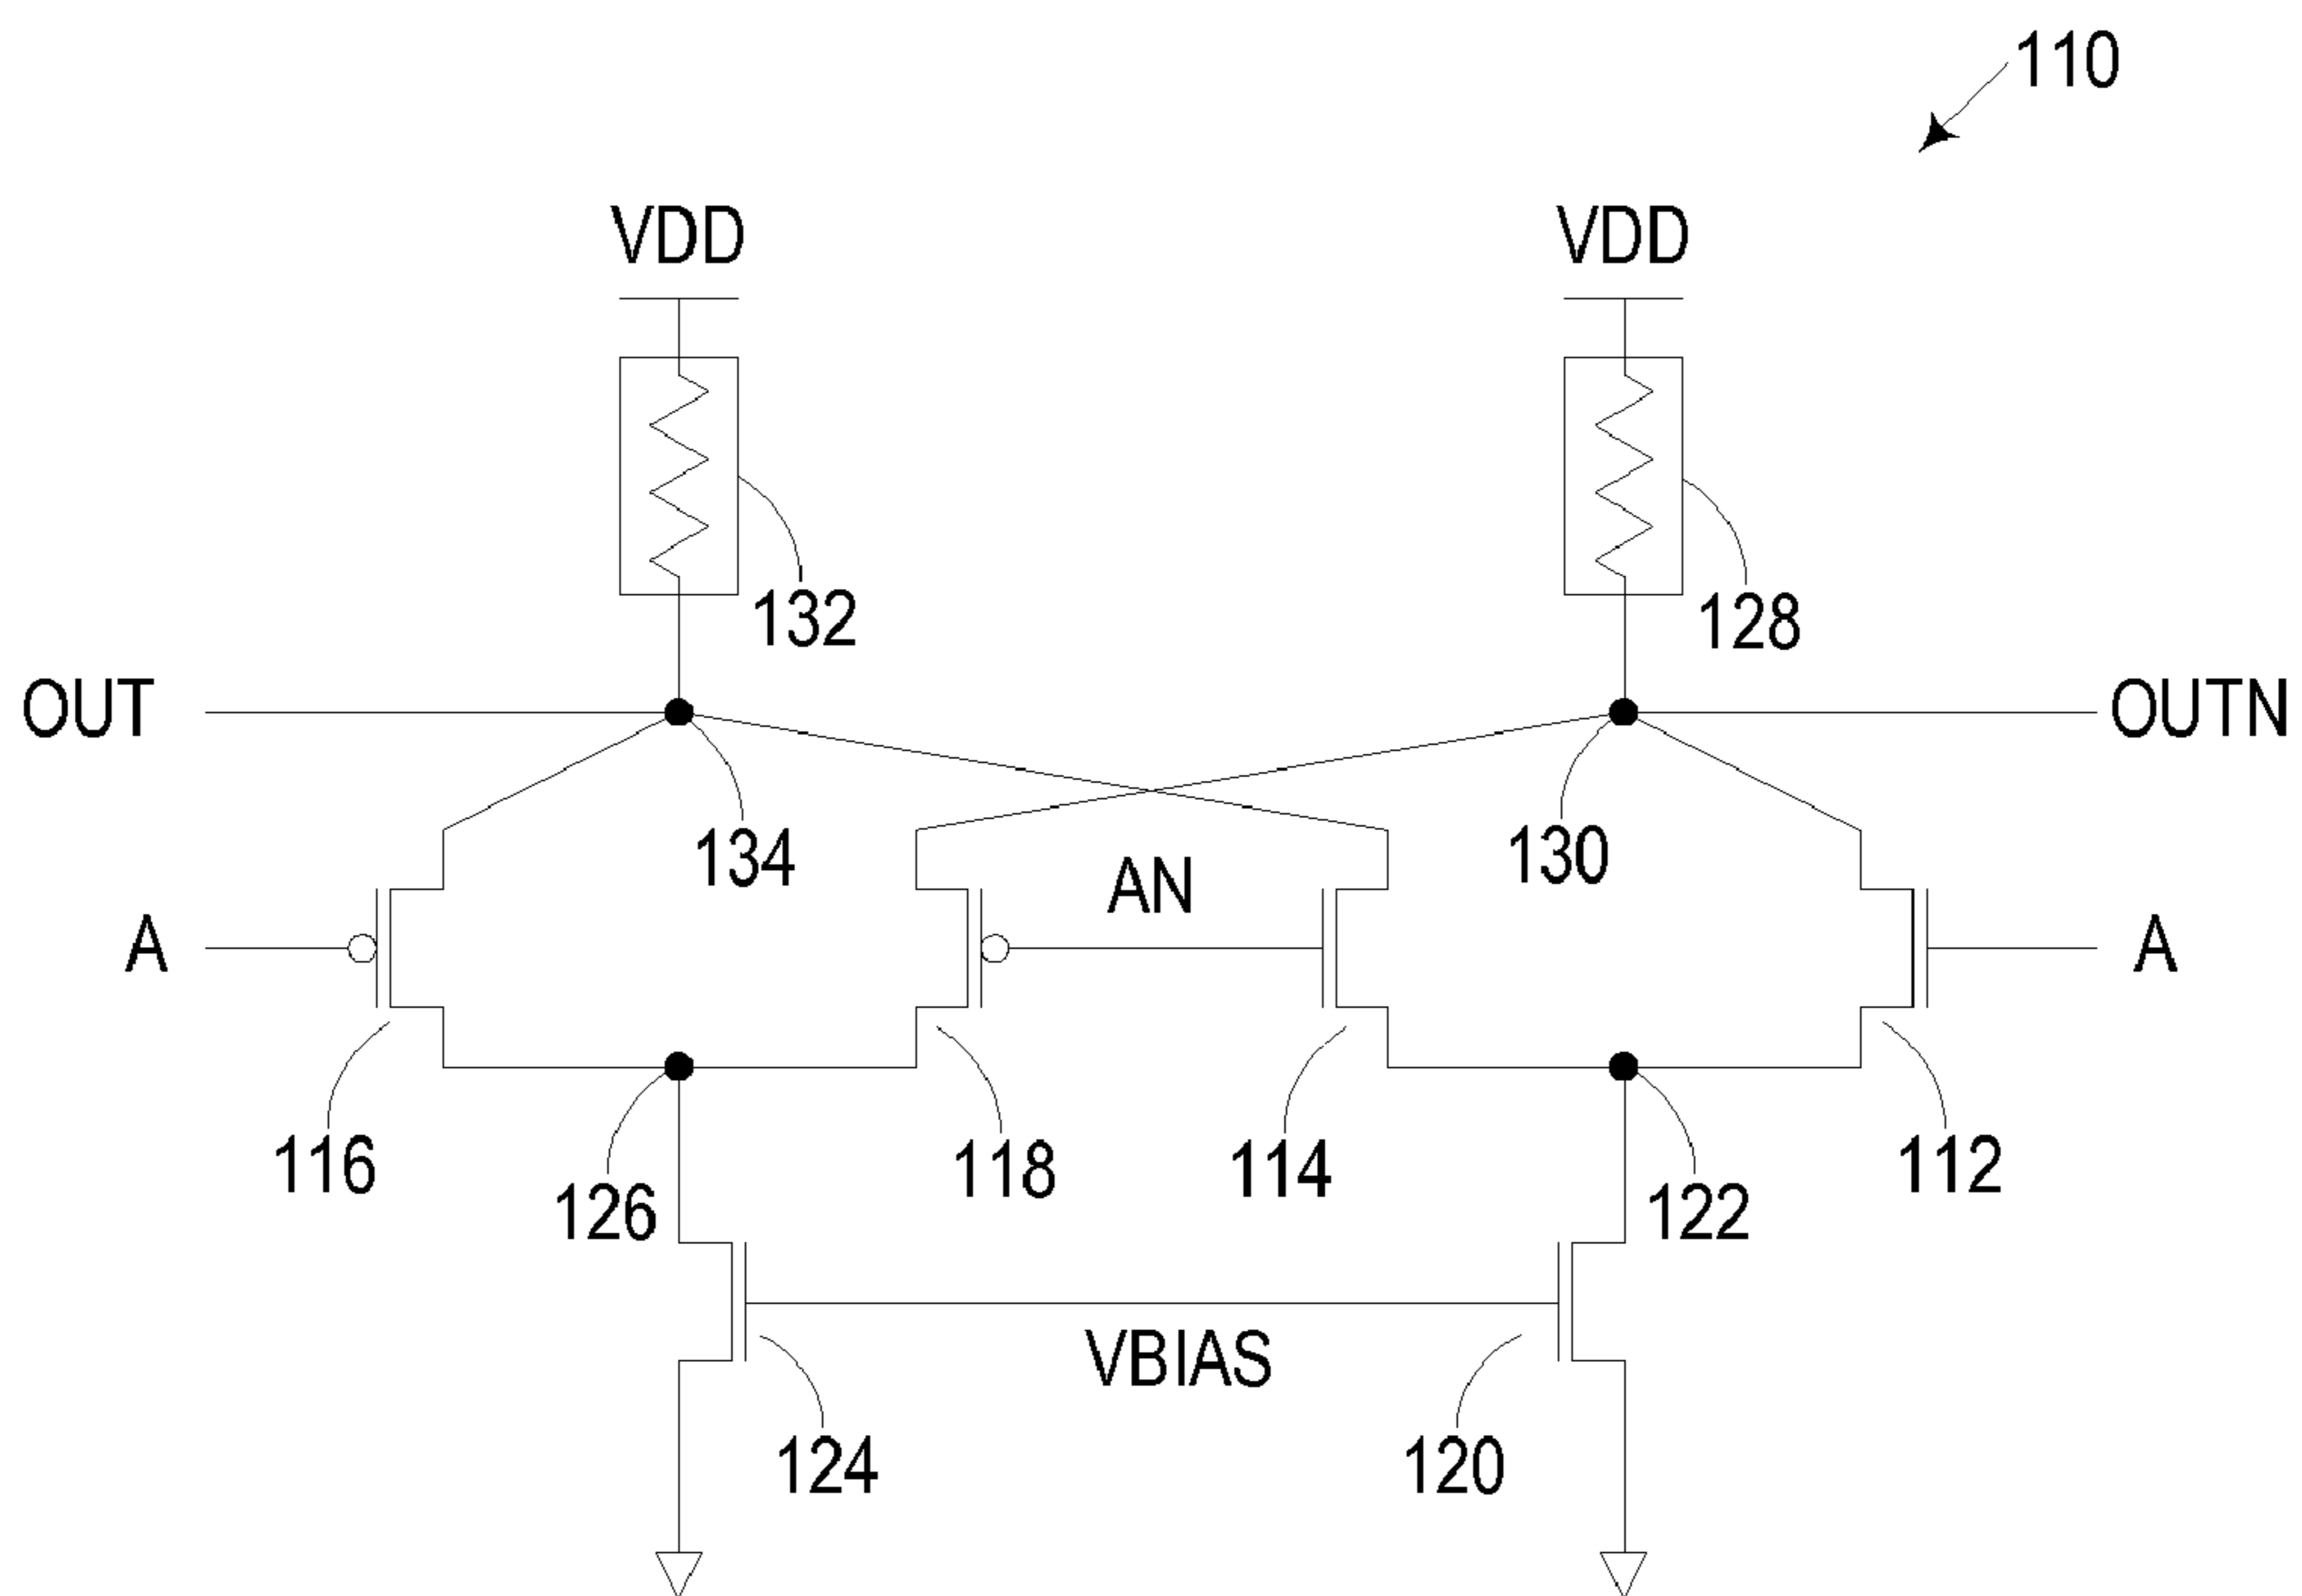 110
VDD VDD
132 128
OUT OUTN
134 130
AN
A A
116 118 114 112
126 122
VBIAS
124 120